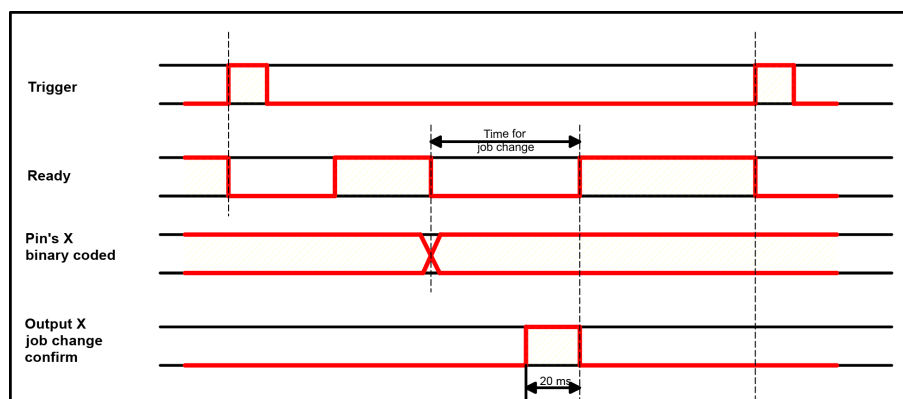 Trigger
Time for
job change
Ready
Pin's X
binary coded
Output X
job change
confirm
20 ms